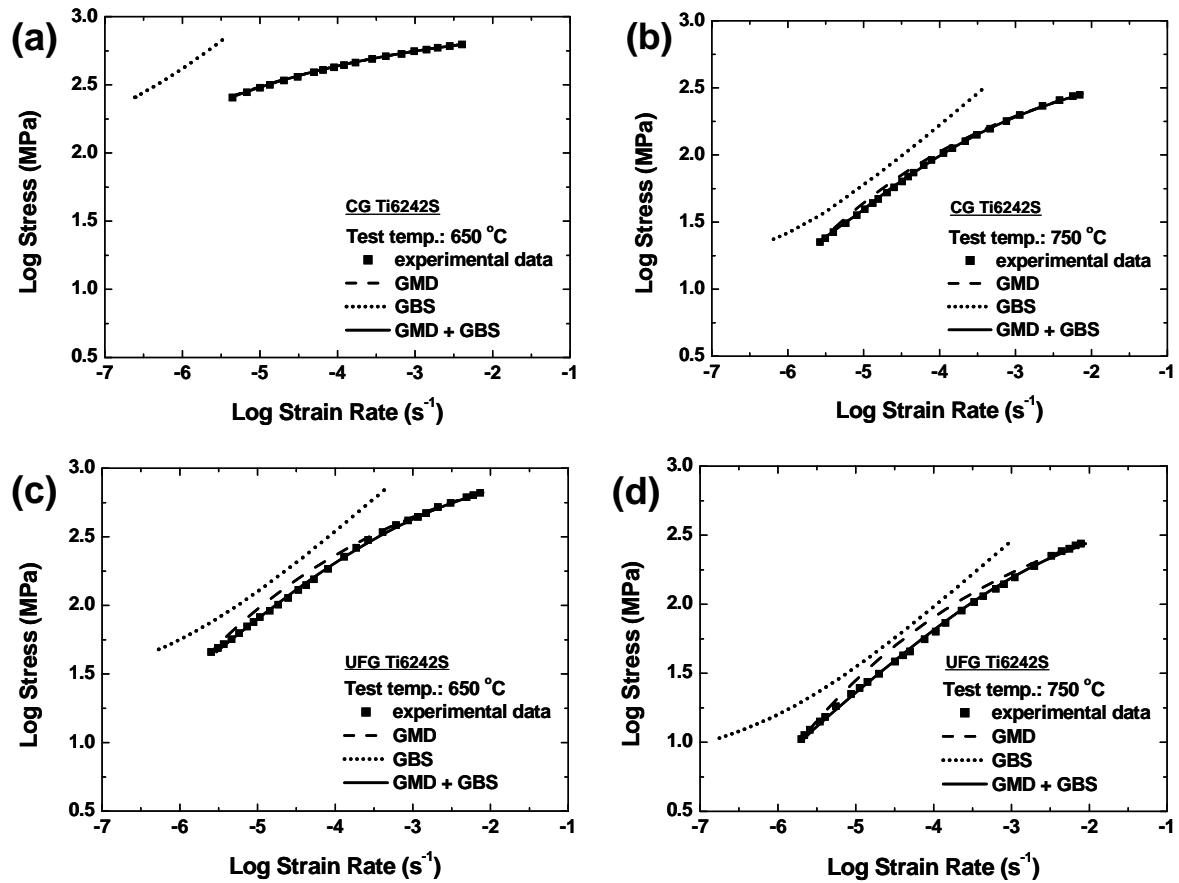 (a)
3.0
2.5
2.0
1.5
1.0
0.5
-7 -6 -5 -4 -3 -2 -1
Log Stress (MPa)
Log Strain Rate (s⁻¹)
CG Ti6242S
Test temp.: 650 °C
experimental data
GMD
GBS
GMD + GBS
(b)
3.0
2.5
2.0
1.5
1.0
0.5
-7 -6 -5 -4 -3 -2 -1
Log Stress (MPa)
Log Strain Rate (s⁻¹)
CG Ti6242S
Test temp.: 750 °C
experimental data
GMD
GBS
GMD + GBS
(c)
3.0
2.5
2.0
1.5
1.0
0.5
-7 -6 -5 -4 -3 -2 -1
Log Stress (MPa)
Log Strain Rate (s⁻¹)
UFG Ti6242S
Test temp.: 650 °C
experimental data
GMD
GBS
GMD + GBS
(d)
3.0
2.5
2.0
1.5
1.0
0.5
-7 -6 -5 -4 -3 -2 -1
Log Stress (MPa)
Log Strain Rate (s⁻¹)
UFG Ti6242S
Test temp.: 750 °C
experimental data
GMD
GBS
GMD + GBS